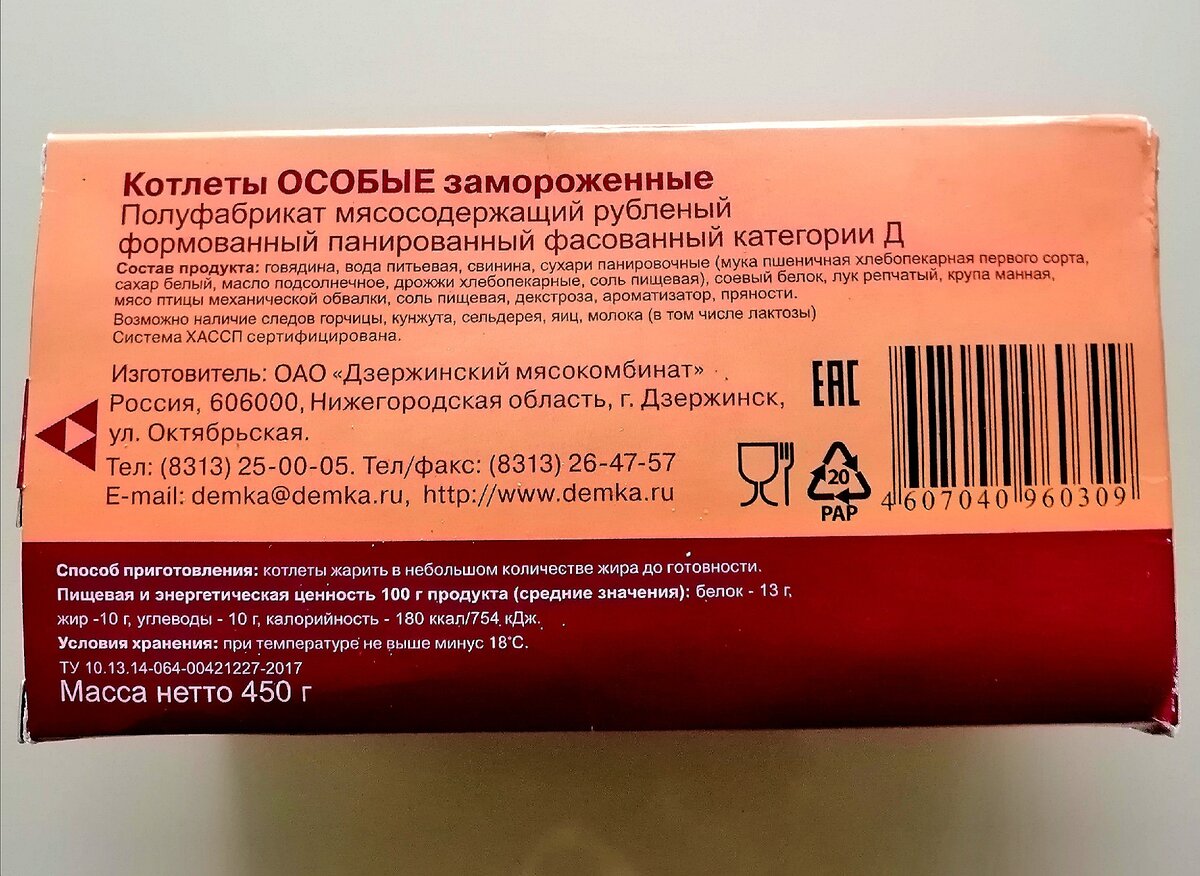 Котлеты ОСОБЫЕ замороженные
Полуфабрикат мясосодержащий рубленый
формованный панированный фасованный категории Д
Состав продукта: говядина, вода питьевая, свинина, сухари панировочные (мука пшеничная хлебопекарная первого сорта,
сахар белый, масло подсолнечное, дрожжи хлебопекарные, соль пищевая), соевый белок, лук репчатый, крупа манная,
мясо птицы механической обвалки, соль пищевая, декстроза, ароматизатор, пряности.
Возможно наличие следов горчицы, кунжута, сельдерея, яиц, молока (в том числе лактозы)
Система ХАССП сертифицирована.
Изготовитель: ОАО «Дзержинский мясокомбинат»
Россия, 606000, Нижегородская область, г. Дзержинск,
ул. Октябрьская.
Тел: (8313) 25-00-05. Тел/факс: (8313) 26-47-57
E-mail: demka@demka.ru, http://www.demka.ru
EAC
20
PAP
4607040960309
Способ приготовления: котлеты жарить в небольшом количестве жира до готовности.
Пищевая и энергетическая ценность 100 г продукта (средние значения): белок - 13 г,
жир -10 г, углеводы - 10 г, калорийность - 180 ккал/754 кДж.
Условия хранения: при температуре не выше минус 18°С.
ТУ 10.13.14-064-00421227-2017
Масса нетто 450 г